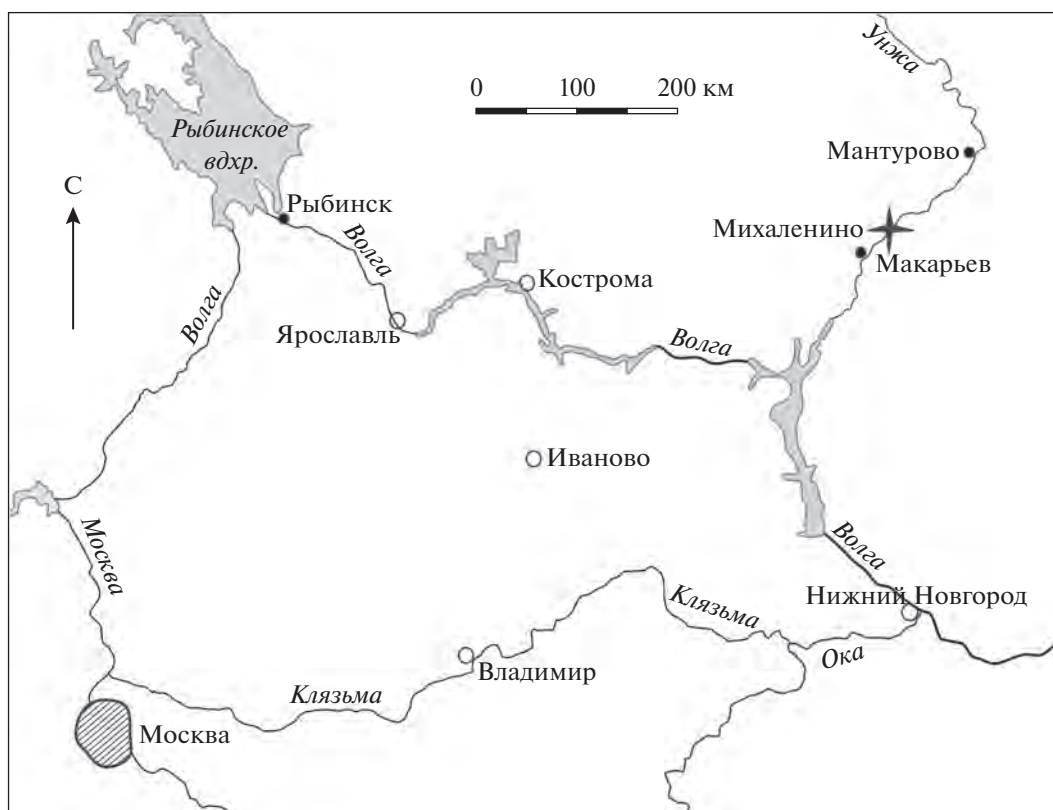 Унжа
0 100 200 км
Рыбинское
вдхр.
Мантурово
С
Рыбинск
Михаленино
Волга
Макарьев
Кострома
Волга
Ярославль
Волга
Иваново
Москва
Волга
Нижний Новгород
Клязьма
Ока
Владимир
Клязьма
Москва